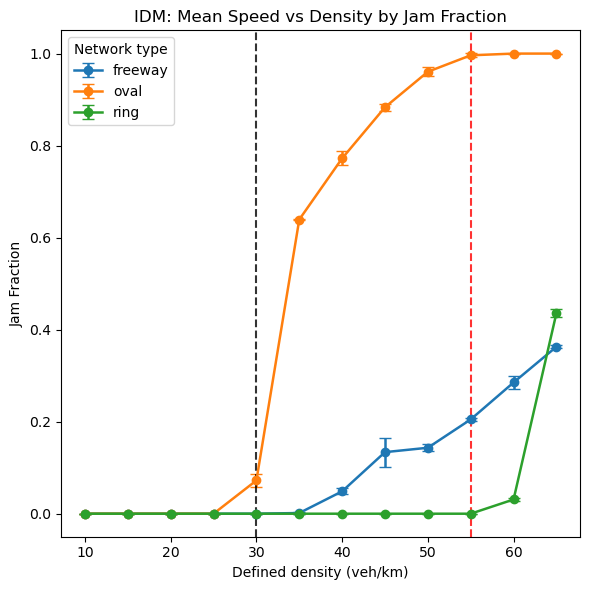 IDM: Mean Speed vs Density by Jam Fraction
Network type
freeway
oval
ring
1.0
0.8
0.6
0.4
0.2
0.0
Jam Fraction
10 20 30 40 50 60
Defined density (veh/km)